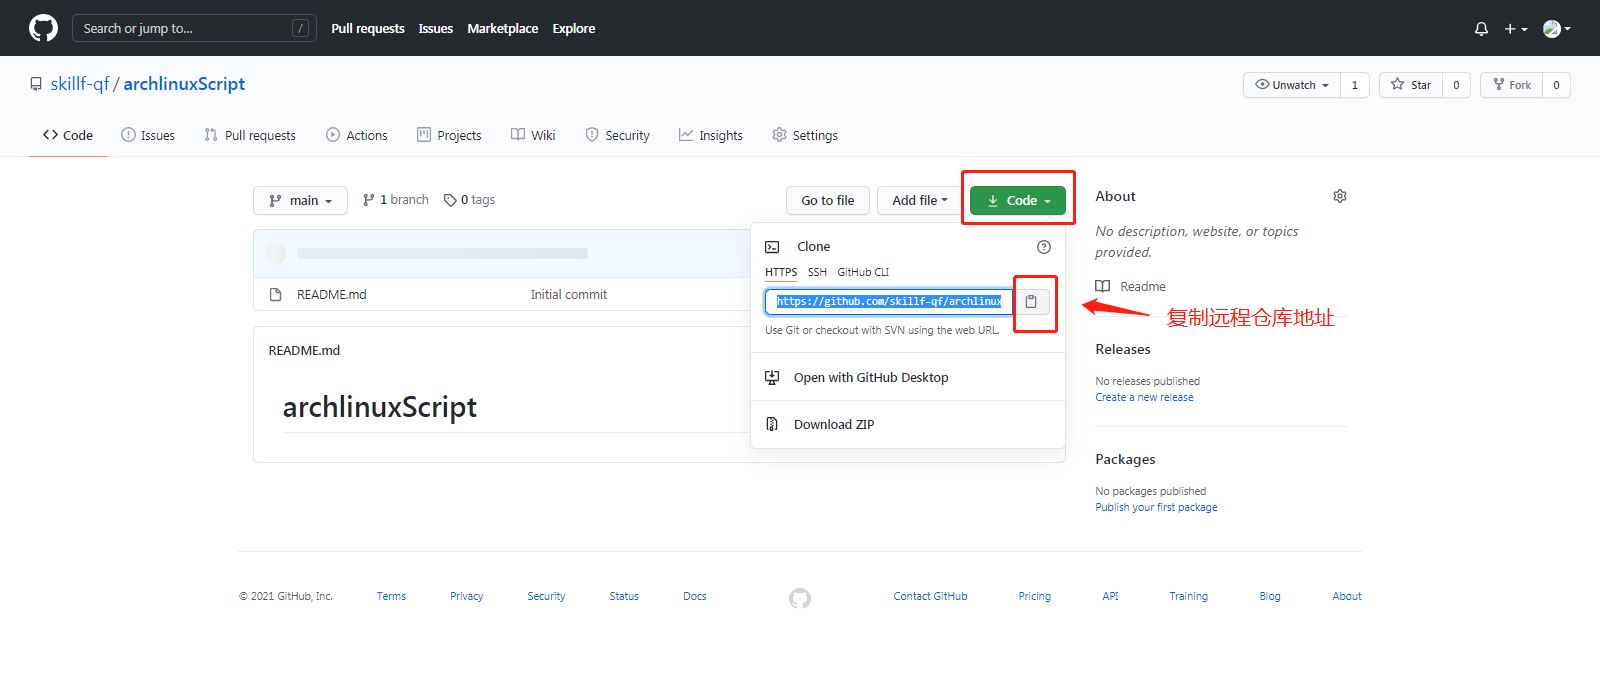 Search or jump to... /
Pull requests Issues Marketplace Explore
skillf-qf / archlinuxScript
Unwatch 1 Star 0 Fork 0
Code Issues Pull requests Actions Projects Wiki Security Insights Settings
main 1 branch 0 tags
Go to file Add file Code
README.md Initial commit
README.md
archlinuxScript
Clone
HTTPS SSH GitHub CLI
https://github.com/skillf-qf/archlinux
Use Git or checkout with SVN using the web URL.
Open with GitHub Desktop
Download ZIP
复制远程仓库地址
About
No description, website, or topics
provided.
Readme
Releases
No releases published
Create a new release
Packages
No packages published
Publish your first package
© 2021 GitHub, Inc. Terms Privacy Security Status Docs Contact GitHub Pricing API Training Blog About